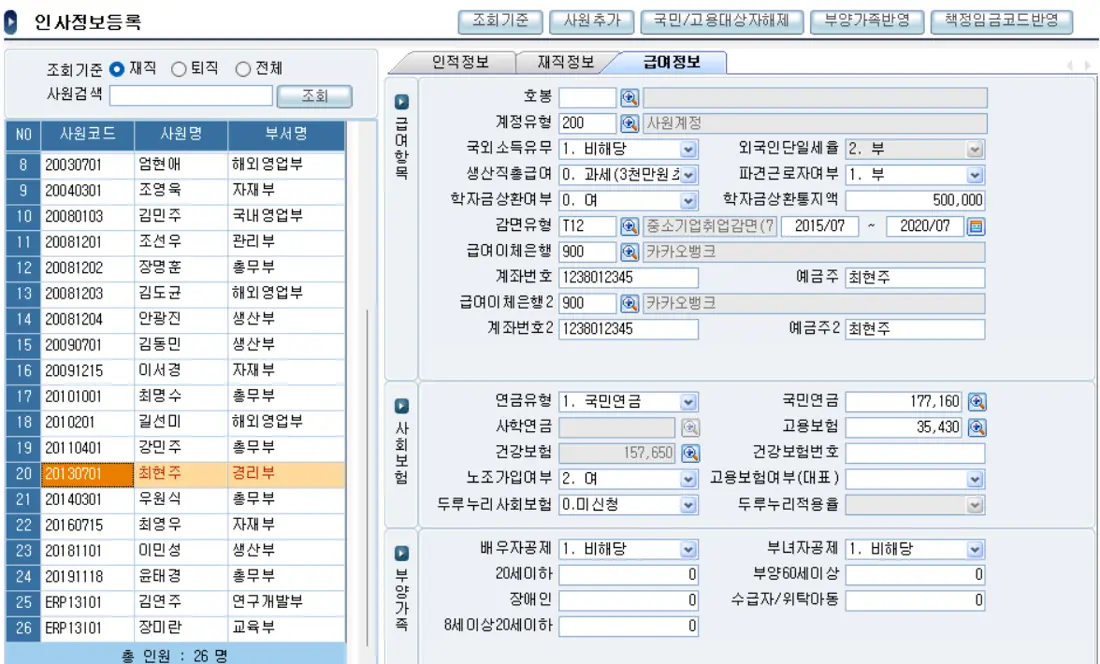 인사정보등록
조회기준 사원추가 국민/고용대상자해제 부양가족반영 책정임금코드반영
조회기준 재직 퇴직 전체
사원검색 조회
NO 사원코드 사원명 부서명
8 20030701 엄현애 해외영업부
9 20040301 조영욱 자재부
10 20080103 김민주 국내영업부
11 20081201 조선우 관리부
12 20081202 장명훈 총무부
13 20081203 김도균 해외영업부
14 20081204 안광진 생산부
15 20090701 김동민 생산부
16 20091215 이서경 자재부
17 20101001 최명수 총무부
18 2010201 길선미 해외영업부
19 20110401 강민주 총무부
20 20130701 최현주 경리부
21 20140301 우원식 총무부
22 20160715 최영우 자재부
23 20181101 이민성 생산부
24 20191118 윤태경 총무부
25 ERP13101 김연주 연구개발부
26 ERP13I01 장미란 교육부
총 인원 : 26 명
인적정보 재직정보 급여정보
급여항목
호봉
계정유형 200 사원계정
국외소득유무 1. 비해당 외국인단일세율 2. 부
생산직총급여 0. 과세(3천만원초 파견근로자여부 1. 부
학자금상환여부 0. 여 학자금상환통지액 500,000
감면유형 T12 중소기업취업감면(7 2015/07 ~ 2020/07
급여이체은행 900 카카오뱅크
계좌번호 1238012345 예금주 최현주
급여이체은행2 900 카카오뱅크
계좌번호2 1238012345 예금주2 최현주
사회보험
연금유형 1. 국민연금 국민연금 177,160
사학연금 고용보험 35,430
건강보험 157,650 건강보험번호
노조가입여부 2. 여 고용보험여부(대표)
두루누리사회보험 0.미신청 두루누리적용율
부양가족
배우자공제 1. 비해당 부녀자공제 1. 비해당
20세이하 0 부양60세이상 0
장애인 0 수급자/위탁아동 0
8세이상20세이하 0